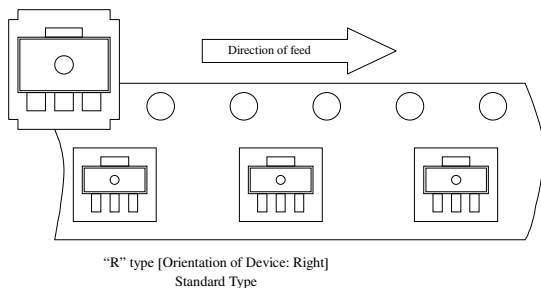 Direction of feed
“R” type [Orientation of Device: Right]
Standard Type